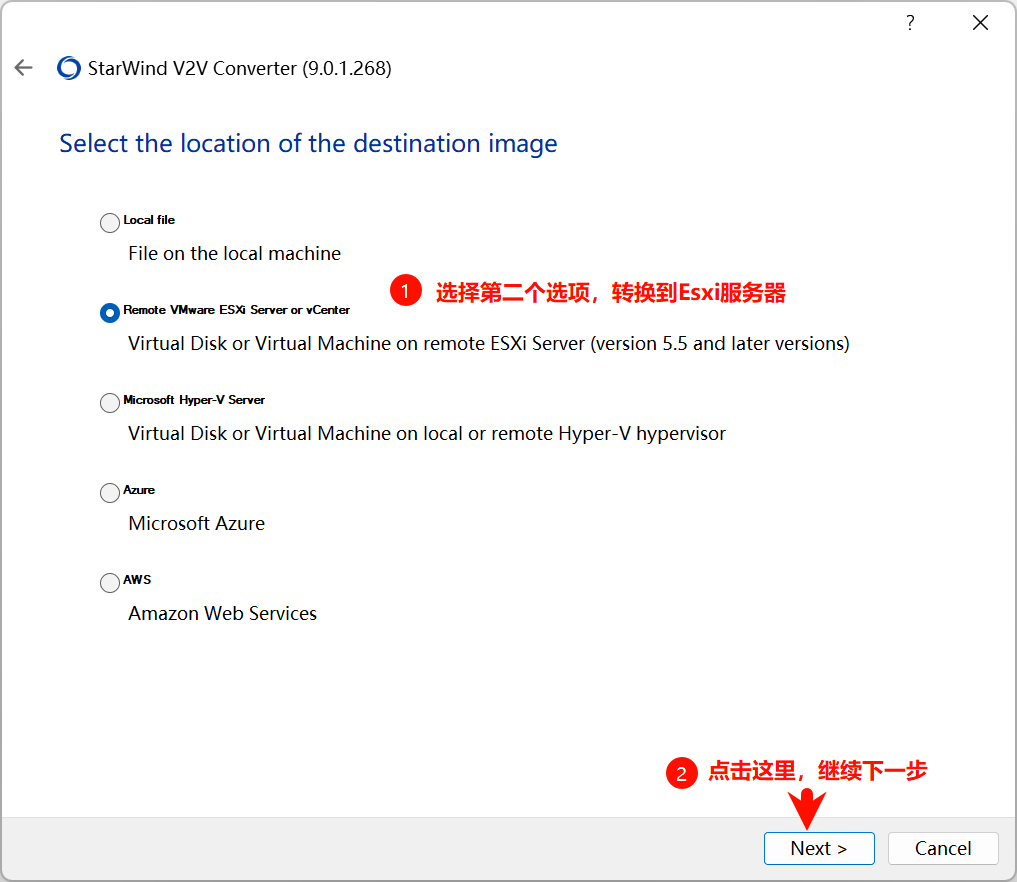 ?
StarWind V2V Converter (9.0.1.268)
Select the location of the destination image
Local file
File on the local machine
1 选择第二个选项，转换到Esxi服务器
Remote VMware ESXi Server or vCenter
Virtual Disk or Virtual Machine on remote ESXi Server (version 5.5 and later versions)
Microsoft Hyper-V Server
Virtual Disk or Virtual Machine on local or remote Hyper-V hypervisor
Azure
Microsoft Azure
AWS
Amazon Web Services
2 点击这里，继续下一步
Next > Cancel